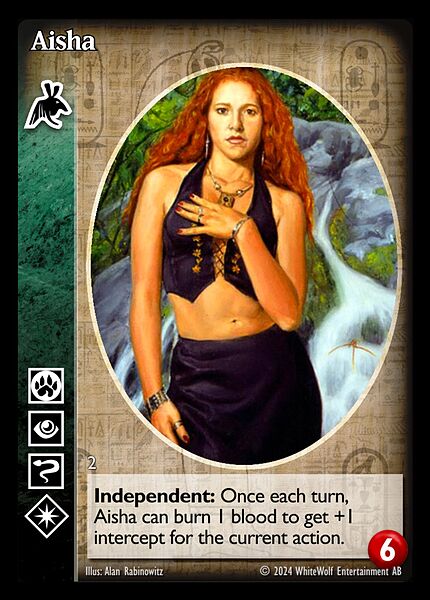 Aisha
2
Independent: Once each turn,
Aisha can burn 1 blood to get +1
intercept for the current action.
6
Illus: Alan Rabinowitz © 2024 WhiteWolf Entertainment AB